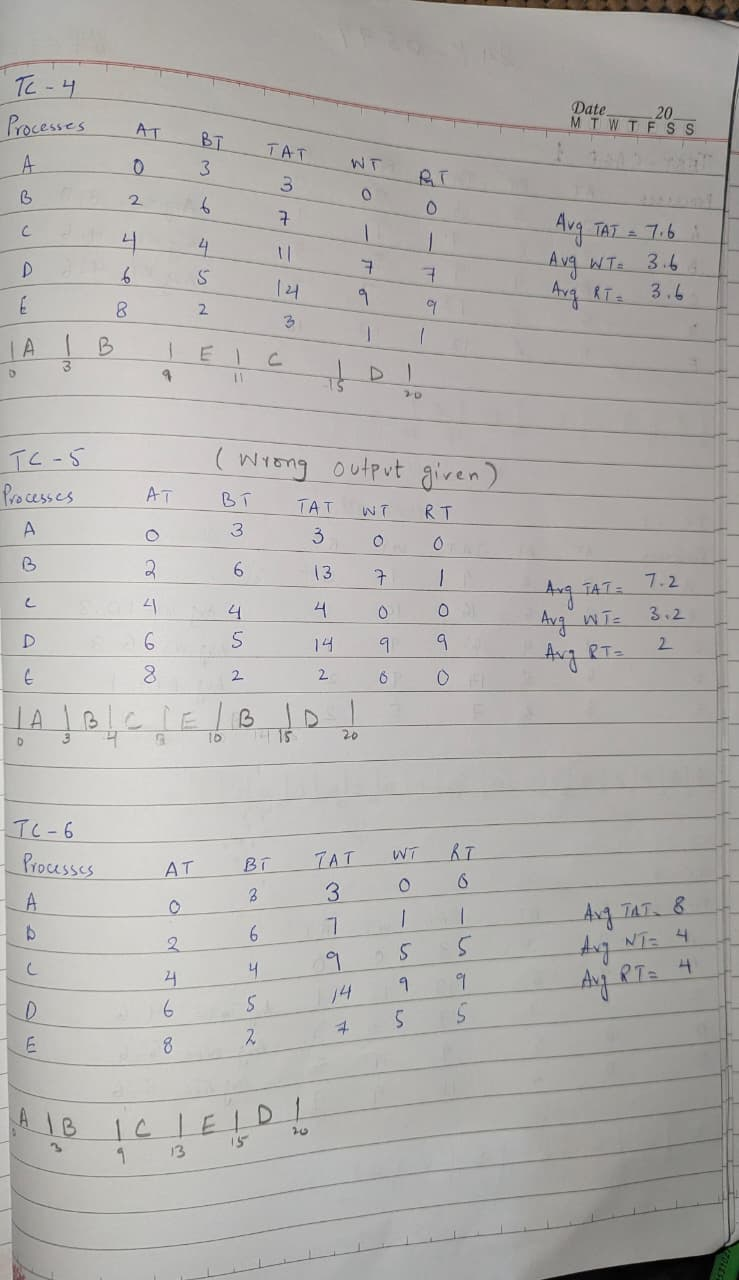 Date 20
M T W T F S S
TC - 4
Processes AT BT TAT WT RT
A 0 3 3 0 0
B 2 6 7 1 1
C 4 4 11 7 7
D 6 5 14 9 9
E 8 2 3 1 1
Avg TAT = 7.6
Avg WT= 3.6
Avg RT= 3.6
| A | B | E | C | D |
0 3 9 11 15 20
TC - 5 (Wrong output given)
Processes AT BT TAT WT RT
A 0 3 3 0 0
B 2 6 13 7 1
C 4 4 4 0 0
D 6 5 14 9 9
E 8 2 2 0 0
Avg TAT= 7.2
Avg WT= 3.2
Avg RT= 2
| A | B | C | E | B | D |
0 3 4 8 10 15 20
TC - 6
Processes AT BT TAT WT RT
A 0 3 3 0 0
B 2 6 7 1 1
C 4 4 9 5 5
D 6 5 14 9 9
E 8 2 7 5 5
Avg TAT= 8
Avg WT= 4
Avg RT= 4
A | B | C | E | D |
0 3 9 13 15 20